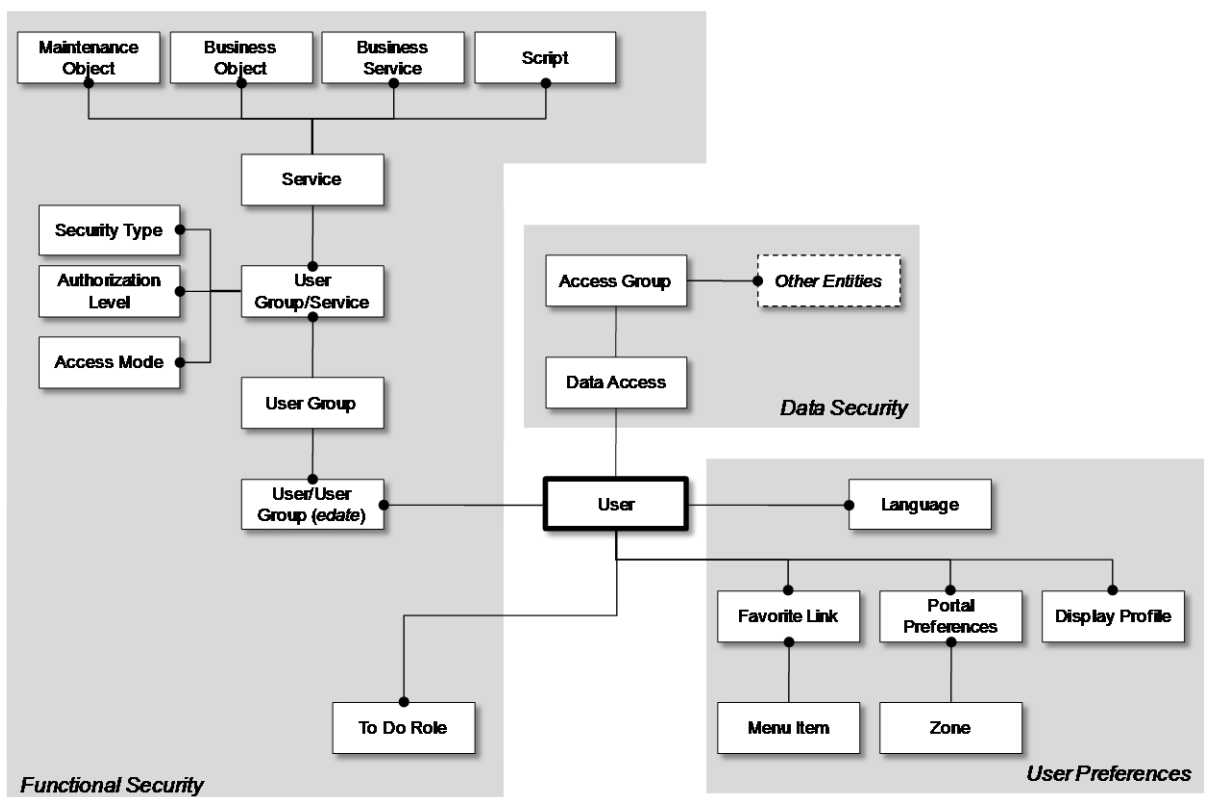 Maintenance
Object
Business
Object
Business
Service
Script
Service
Security Type
Authorization
Level
Access Mode
User
Group/Service
User Group
User/User
Group (edate)
To Do Role
Functional Security
Access Group
Other Entities
Data Access
Data Security
User
Language
Favorite Link
Portal
Preferences
Display Profile
Menu Item
Zone
User Preferences